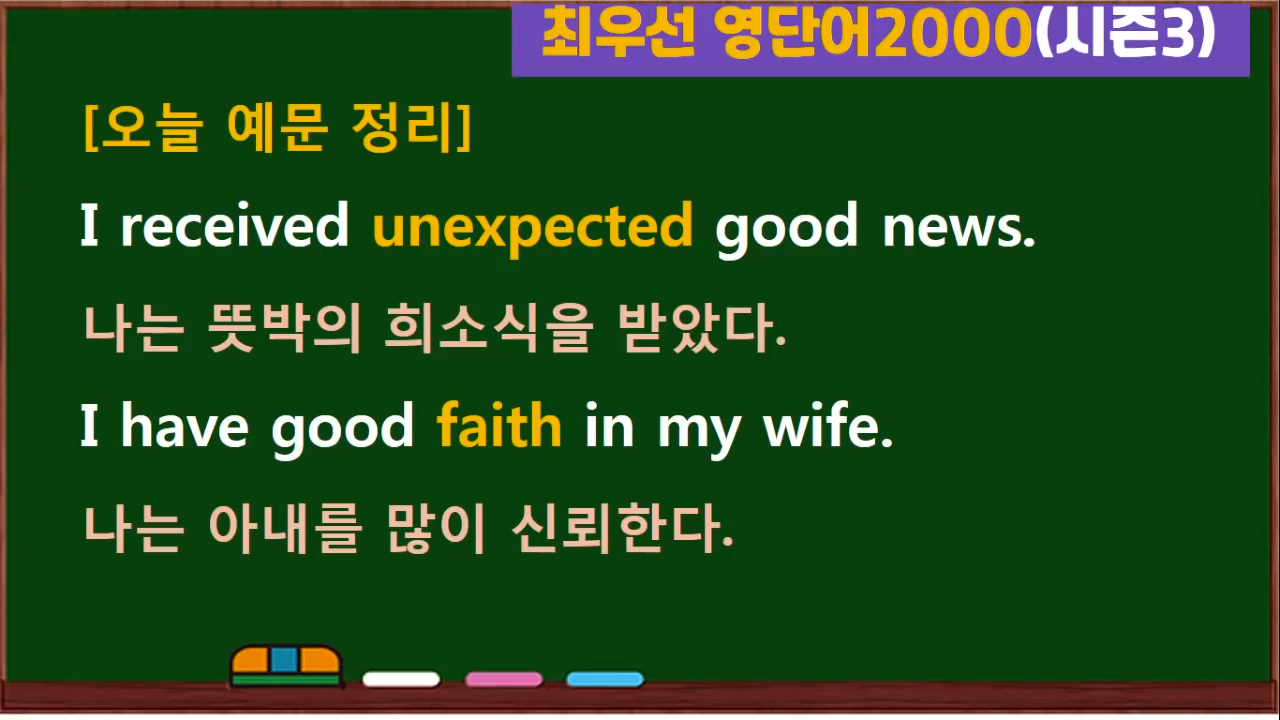 최우선 영단어2000(시즌3)
[오늘 예문 정리]
I received unexpected good news.
나는 뜻박의 희소식을 받았다.
I have good faith in my wife.
나는 아내를 많이 신뢰한다.